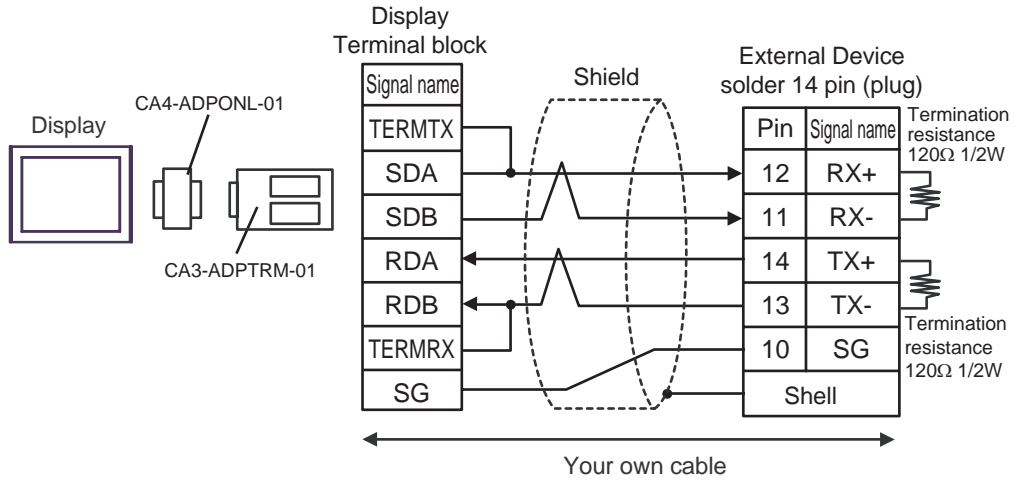 Display
Terminal block
External Device
solder 14 pin (plug)
Shield
CA4-ADPONL-01
Display
CA3-ADPTRM-01
Signal name
TERMTX
SDA
SDB
RDA
RDB
TERMRX
SG
Pin Signal name
12 RX+
11 RX-
14 TX+
13 TX-
10 SG
Shell
Termination
resistance
120Ω 1/2W
Termination
resistance
120Ω 1/2W
Your own cable